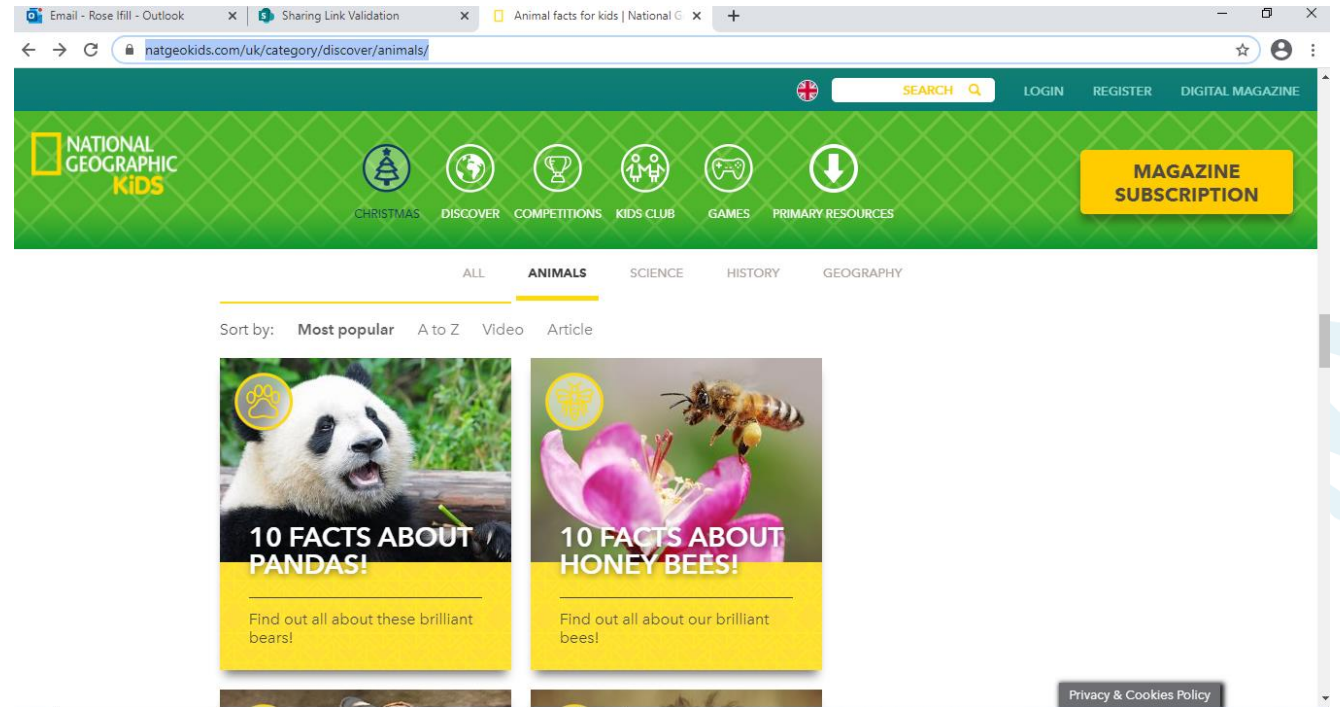 Email - Rose Ifill - Outlook
Sharing Link Validation
Animal facts for kids | National G
natgeokids.com/uk/category/discover/animals/
SEARCH
LOGIN
REGISTER
DIGITAL MAGAZINE
NATIONAL
GEOGRAPHIC
KiDS
CHRISTMAS
DISCOVER
COMPETITIONS
KIDS CLUB
GAMES
PRIMARY RESOURCES
MAGAZINE
SUBSCRIPTION
ALL
ANIMALS
SCIENCE
HISTORY
GEOGRAPHY
Sort by: Most popular A to Z Video Article
10 FACTS ABOUT
PANDAS!
Find out all about these brilliant
bears!
10 FACTS ABOUT
HONEY BEES!
Find out all about our brilliant
bees!
Privacy & Cookies Policy